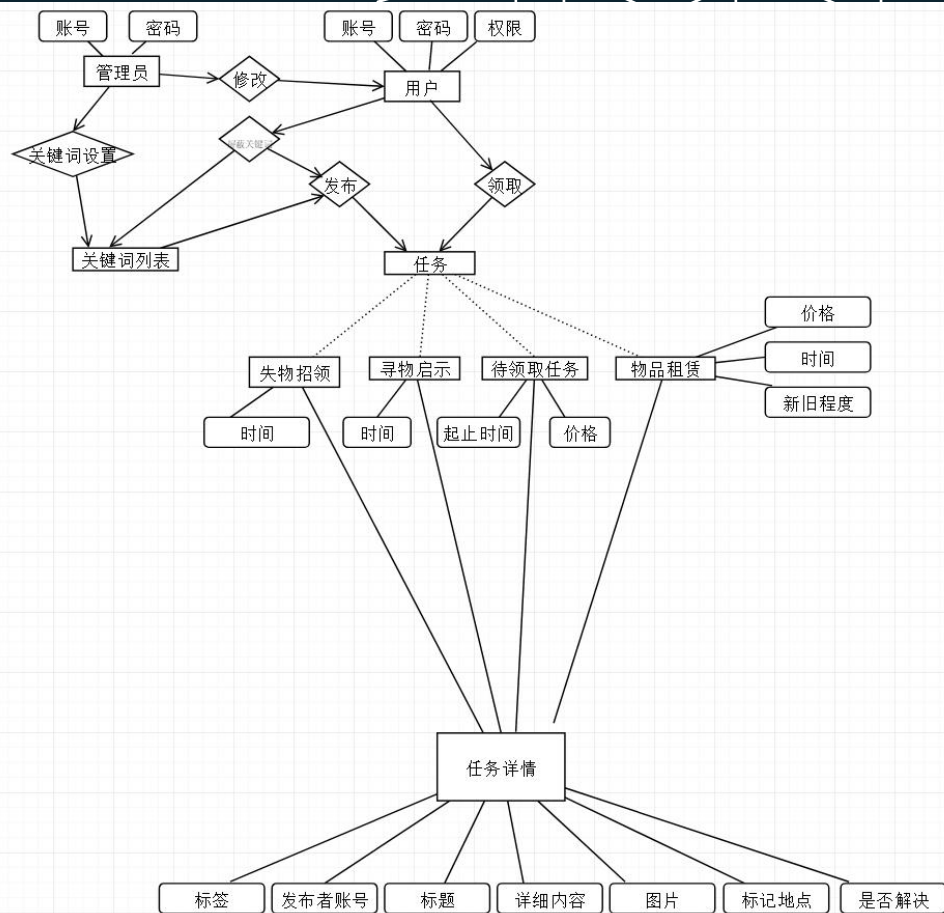 账号
密码
账号
密码
权限
管理员
修改
用户
屏蔽关键词
关键词设置
发布
领取
关键词列表
任务
价格
失物招领
寻物启示
待领取任务
物品租赁
时间
新旧程度
时间
时间
起止时间
价格
任务详情
标签
发布者账号
标题
详细内容
图片
标记地点
是否解决